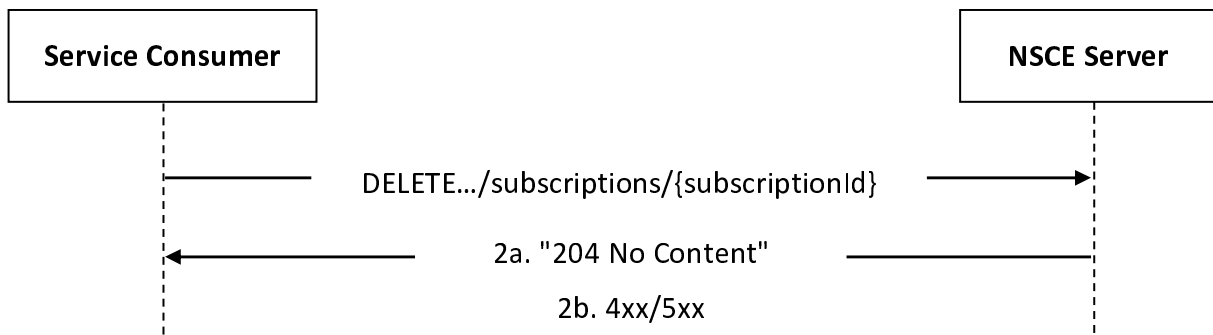 Service Consumer
NSCE Server
DELETE.../subscriptions/{subscriptionId}
2a. "204 No Content"
2b. 4xx/5xx